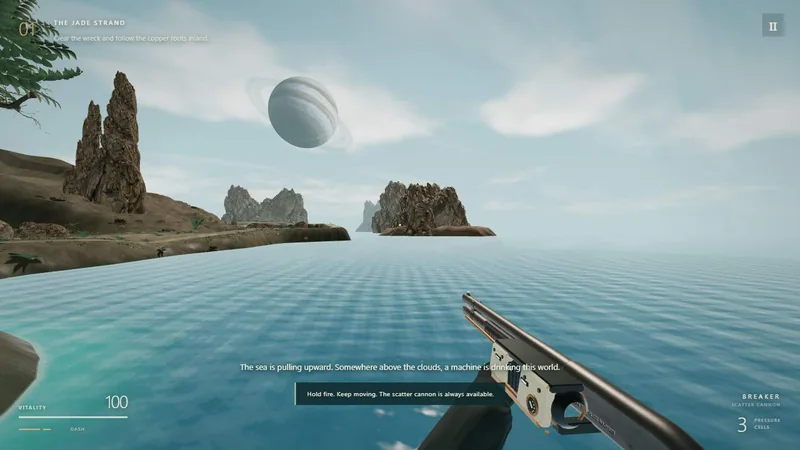 01
THE JADE STRAND
Clear the wreck and follow the copper shots inland.
II
The sea is pulling upward. Somewhere above the clouds, a machine is drinking this world.
Hold fire. Keep moving. The scatter cannon is always available.
VITALITY
100
DASH
BREAKER
SCATTER CANNON
3
PRESSURE
CELLS